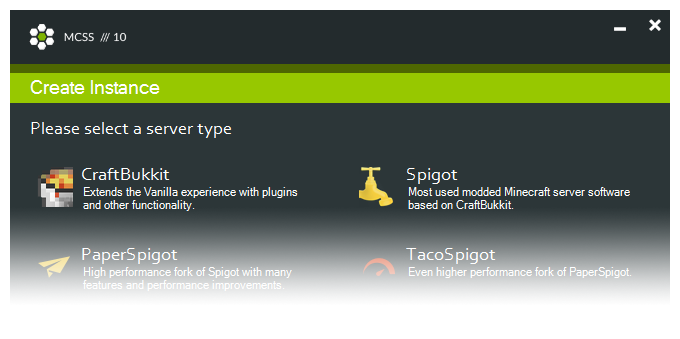 MCSS /// 10
Create Instance
Please select a server type
CraftBukkit
Extends the Vanilla experience with plugins
and other functionality.
Spigot
Most used modded Minecraft server software
based on CraftBukkit.
PaperSpigot
High performance fork of Spigot with many
features and performance improvements.
TacoSpigot
Even higher performance fork of PaperSpigot.